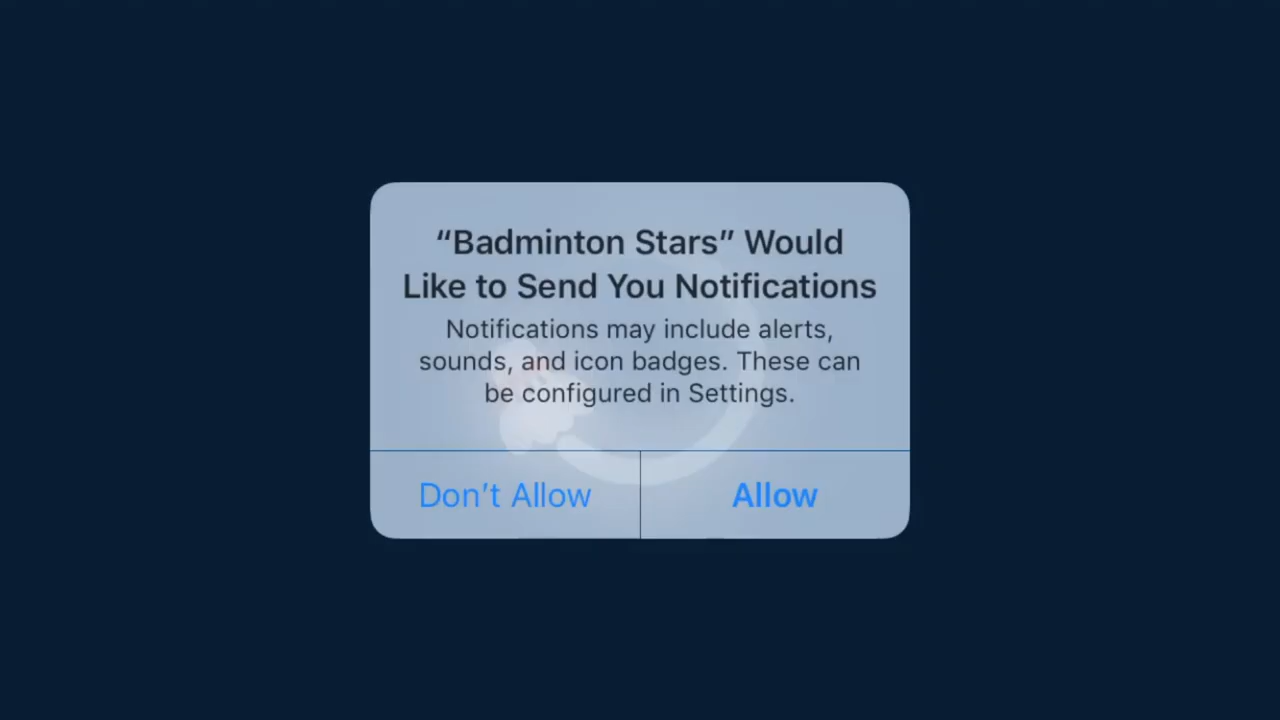 “Badminton Stars” Would
Like to Send You Notifications
Notifications may include alerts,
sounds, and icon badges. These can
be configured in Settings.
Don’t Allow
Allow